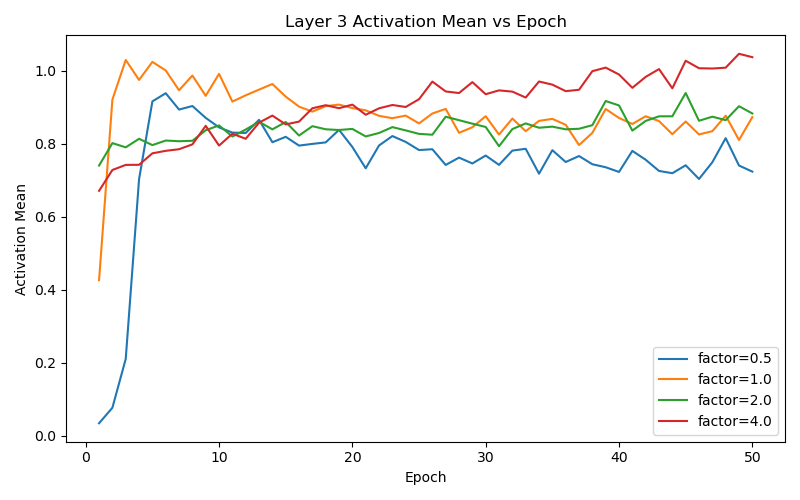 Layer 3 Activation Mean vs Epoch
Activation Mean
1.0
0.8
0.6
0.4
0.2
0.0
0
10
20
30
40
50
Epoch
factor=0.5
factor=1.0
factor=2.0
factor=4.0